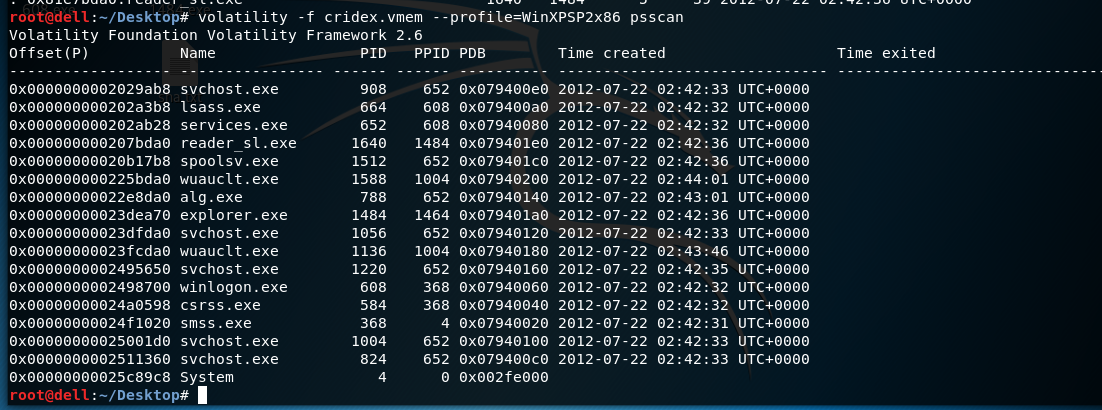 . 0x81e7bda0:reader_sl.exe 1640 1484 5 39 2012-07-22 02:42:36 UTC+0000
root@dell:~/Desktop# volatility -f cridex.vmem --profile=WinXPSP2x86 psscan
Volatility Foundation Volatility Framework 2.6
Offset(P) Name PID PPID PDB Time created Time exited
------------------ ---------------- ------ ------ ---------- ------------------------------ ------------------------------
0x0000000002029ab8 svchost.exe 908 652 0x079400e0 2012-07-22 02:42:33 UTC+0000
0x000000000202a3b8 lsass.exe 664 608 0x079400a0 2012-07-22 02:42:32 UTC+0000
0x000000000202ab28 services.exe 652 608 0x07940080 2012-07-22 02:42:32 UTC+0000
0x000000000207bda0 reader_sl.exe 1640 1484 0x079401e0 2012-07-22 02:42:36 UTC+0000
0x00000000020b17b8 spoolsv.exe 1512 652 0x079401c0 2012-07-22 02:42:36 UTC+0000
0x000000000225bda0 wuauclt.exe 1588 1004 0x07940200 2012-07-22 02:44:01 UTC+0000
0x00000000022e8da0 alg.exe 788 652 0x07940140 2012-07-22 02:43:01 UTC+0000
0x00000000023dea70 explorer.exe 1484 1464 0x079401a0 2012-07-22 02:42:36 UTC+0000
0x00000000023dfda0 svchost.exe 1056 652 0x07940120 2012-07-22 02:42:33 UTC+0000
0x00000000023fcda0 wuauclt.exe 1136 1004 0x07940180 2012-07-22 02:43:46 UTC+0000
0x0000000002495650 svchost.exe 1220 652 0x07940160 2012-07-22 02:42:35 UTC+0000
0x0000000002498700 winlogon.exe 608 368 0x07940060 2012-07-22 02:42:32 UTC+0000
0x00000000024a0598 csrss.exe 584 368 0x07940040 2012-07-22 02:42:32 UTC+0000
0x00000000024f1020 smss.exe 368 4 0x07940020 2012-07-22 02:42:31 UTC+0000
0x00000000025001d0 svchost.exe 1004 652 0x07940100 2012-07-22 02:42:33 UTC+0000
0x0000000002511360 svchost.exe 824 652 0x079400c0 2012-07-22 02:42:33 UTC+0000
0x00000000025c89c8 System 4 0 0x002fe000
root@dell:~/Desktop#